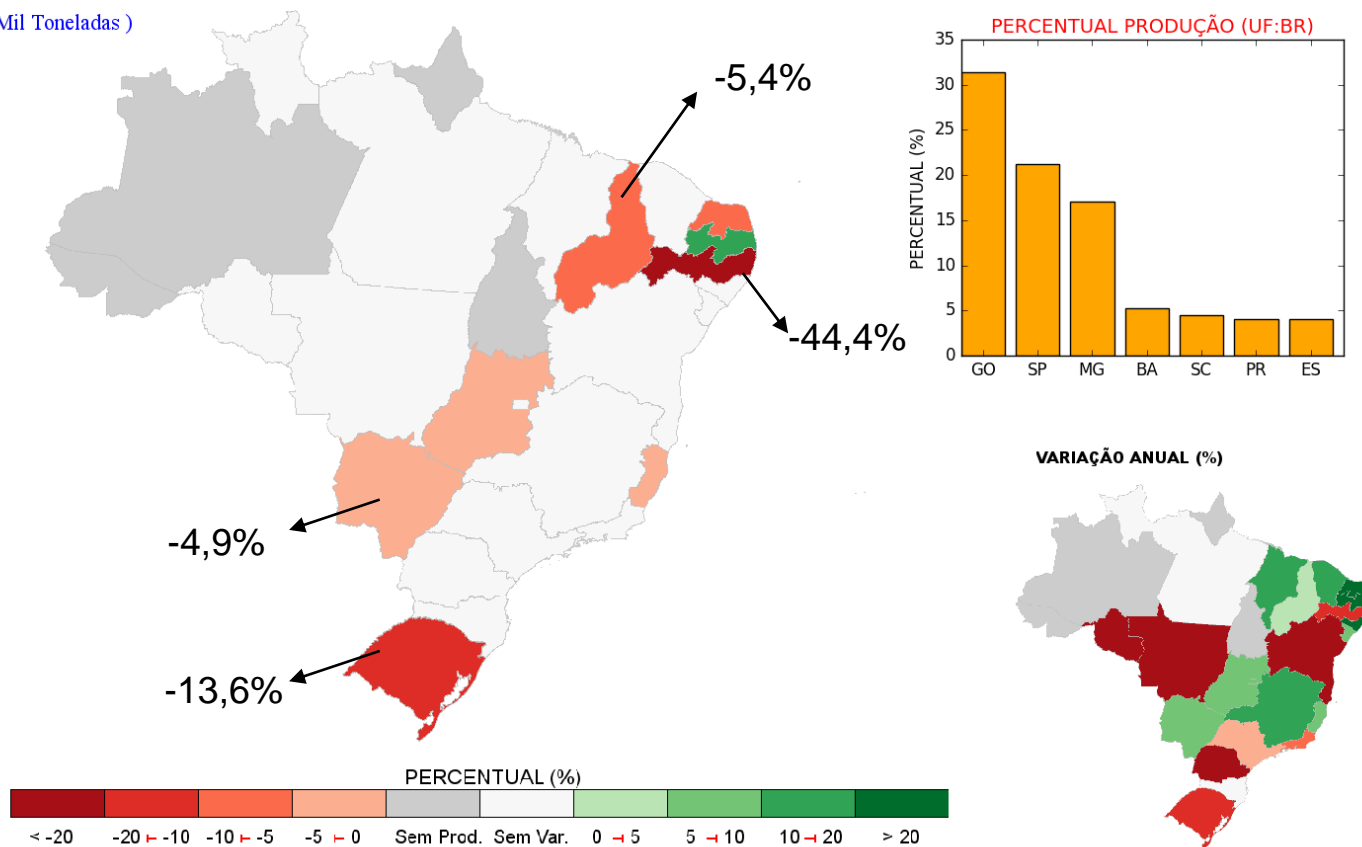 Mil Toneladas )
-5,4%
-44,4%
-4,9%
-13,6%
PERCENTUAL PRODUÇÃO (UF:BR)
PERCENTUAL (%)
35
30
25
20
15
10
5
0
GO SP MG BA SC PR ES
VARIAÇÃO ANUAL (%)
PERCENTUAL (%)
< -20 -20 ⊢ -10 -10 ⊢ -5 -5 ⊢ 0 Sem Prod. Sem Var. 0 ⊣ 5 5 ⊣ 10 10 ⊣ 20 > 20